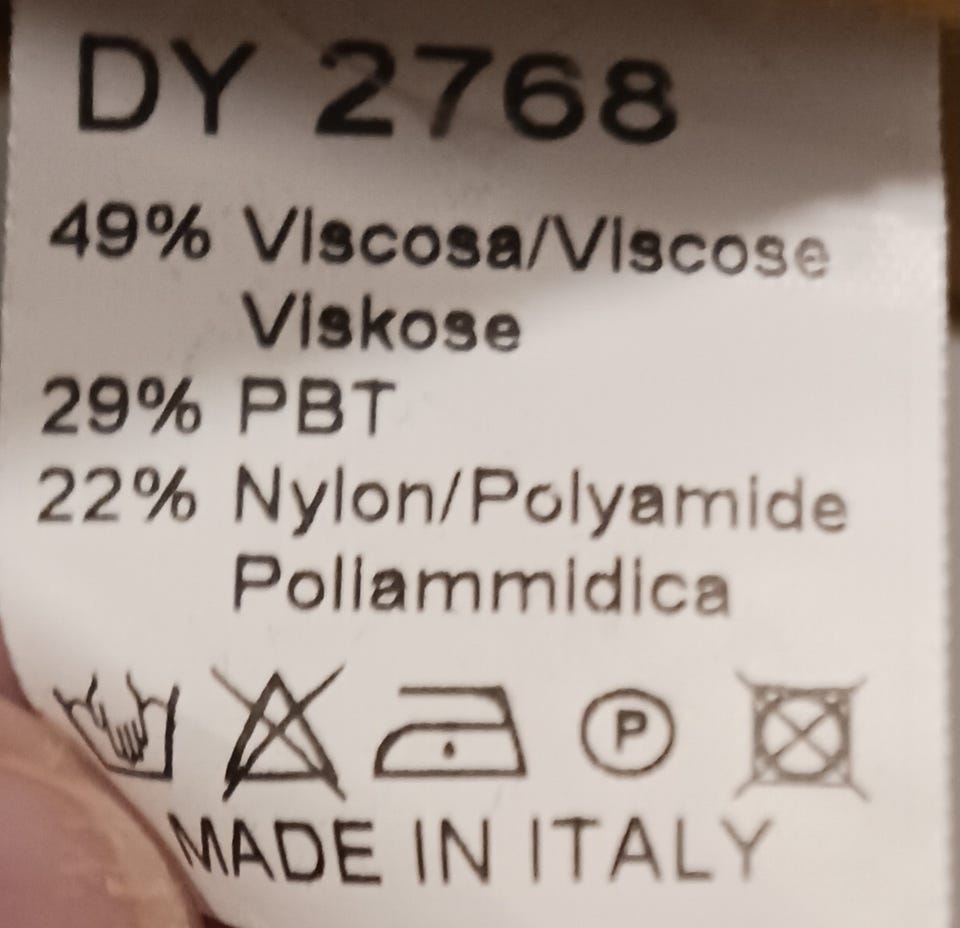 DY 2768
49% Viscosa/Viscose
Viskose
29% PBT
22% Nylon/Polyamide
Poliammidica
P
MADE IN ITALY